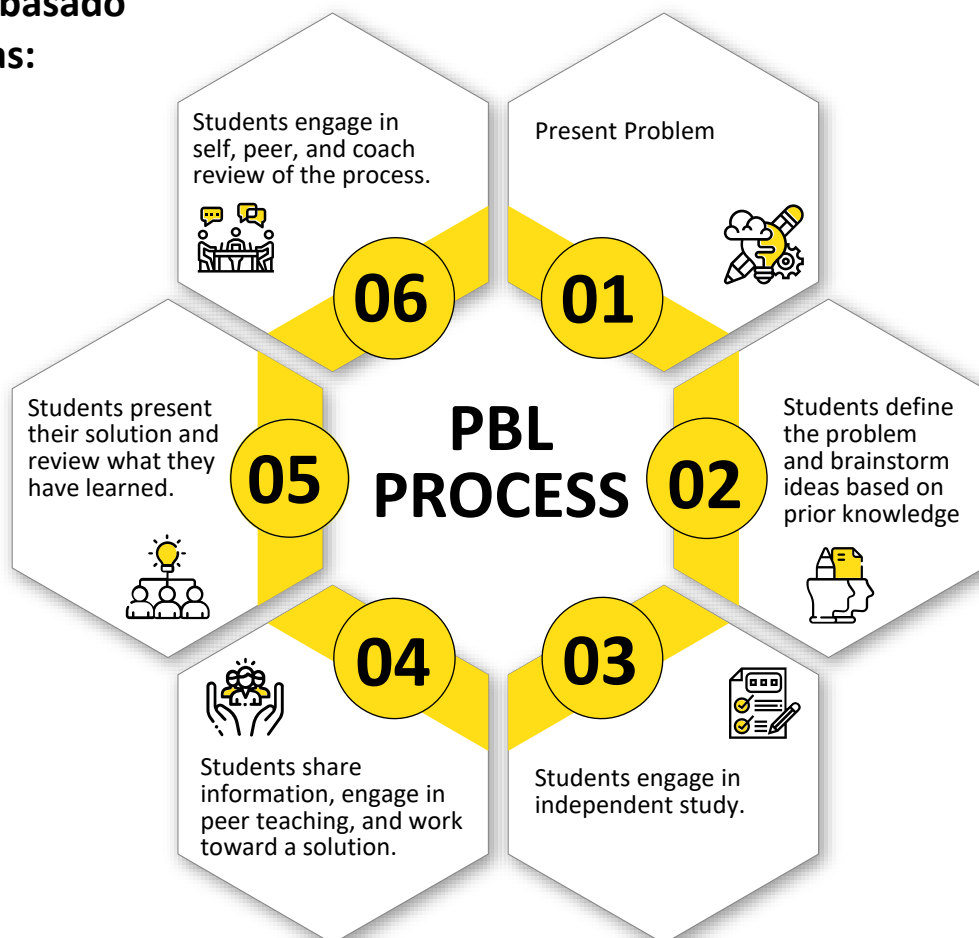 basado
as:
Present Problem
01
Students define
the problem
and brainstorm
ideas based on
prior knowledge
02
03
Students engage in
independent study.
04
Students share
information, engage in
peer teaching, and work
toward a solution.
Students present
their solution and
review what they
have learned.
05
Students engage in
self, peer, and coach
review of the process.
06
PBL
PROCESS